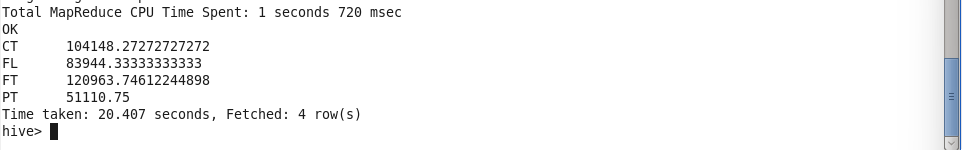 Total MapReduce CPU Time Spent: 1 seconds 720 msec
OK
CT      104148.27272727272
FL      83944.33333333333
FT      120963.74612244898
PT      51110.75
Time taken: 20.407 seconds, Fetched: 4 row(s)
hive>